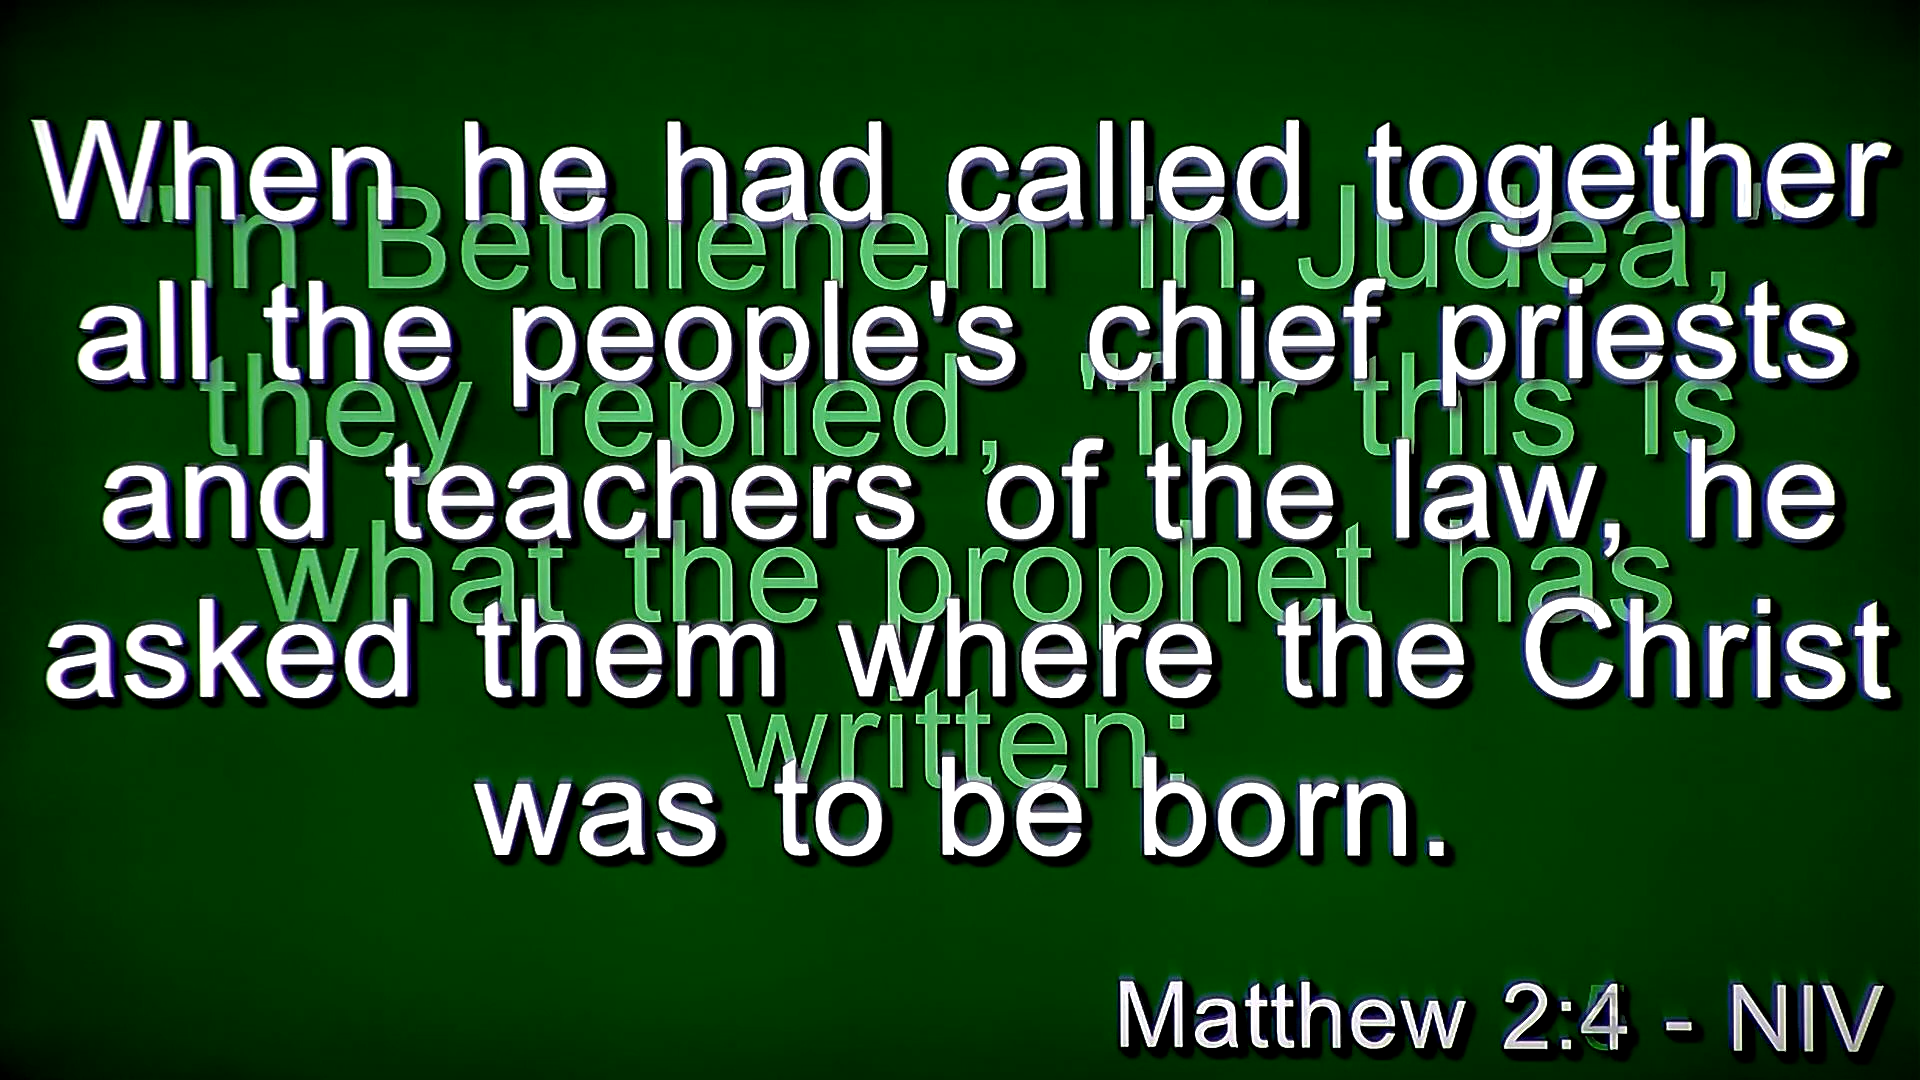 When he had called together
"In Bethlehem in Judea,"
all the people's chief priests
they replied, "for this is
and teachers of the law, he
what the prophet has
asked them where the Christ
written:
was to be born.
Matthew 2:4 - NIV